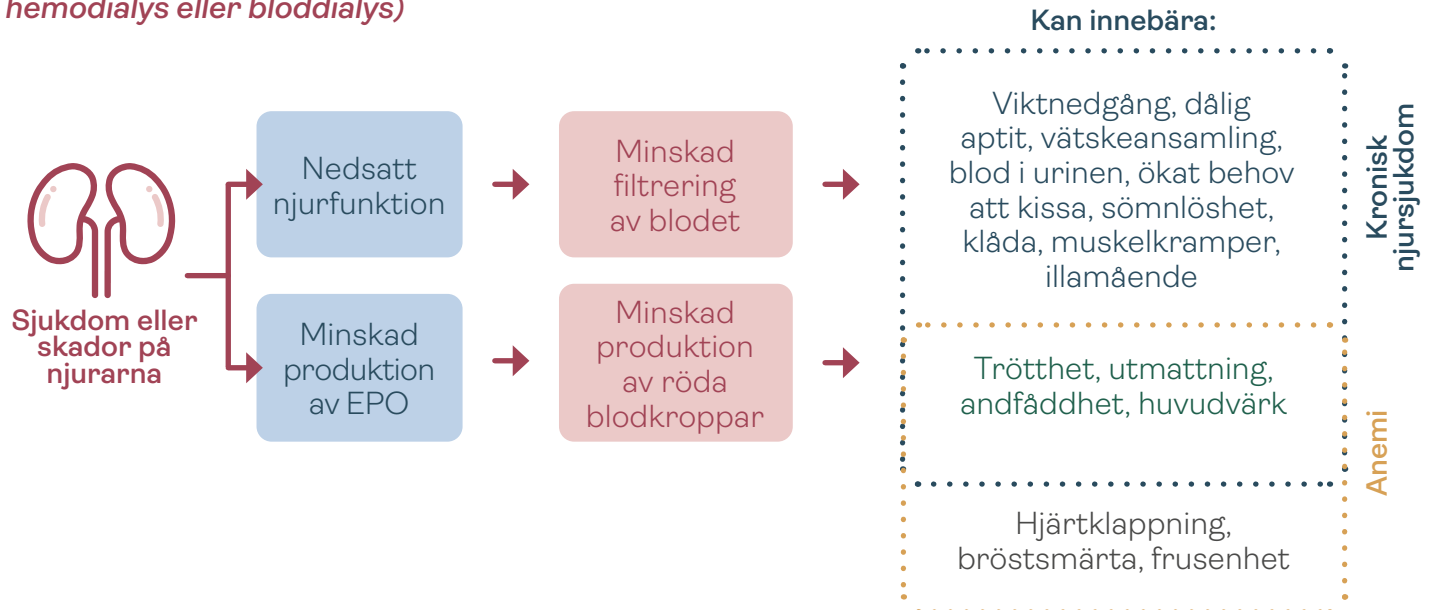 hemodialys eller bloddialys)
Kan innebära:
Sjukdom eller
skador på
njurarna
Nedsatt
njurfunktion
Minskad
filtrering
av blodet
Viktnedgång, dålig
aptit, vätskeansamling,
blod i urinen, ökat behov
att kissa, sömnlöshet,
klåda, muskelkramper,
illamående
Kronisk
njursjukdom
Minskad
produktion
av EPO
Minskad
produktion
av röda
blodkroppar
Trötthet, utmattning,
andfåddhet, huvudvärk
Anemi
Hjärtklappning,
bröstsmärta, frusenhet